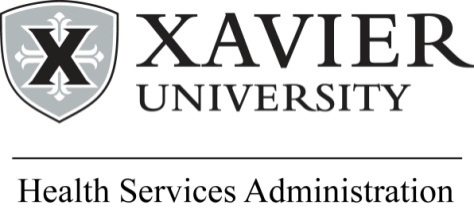 X
XAVIER
UNIVERSITY
Health Services Administration